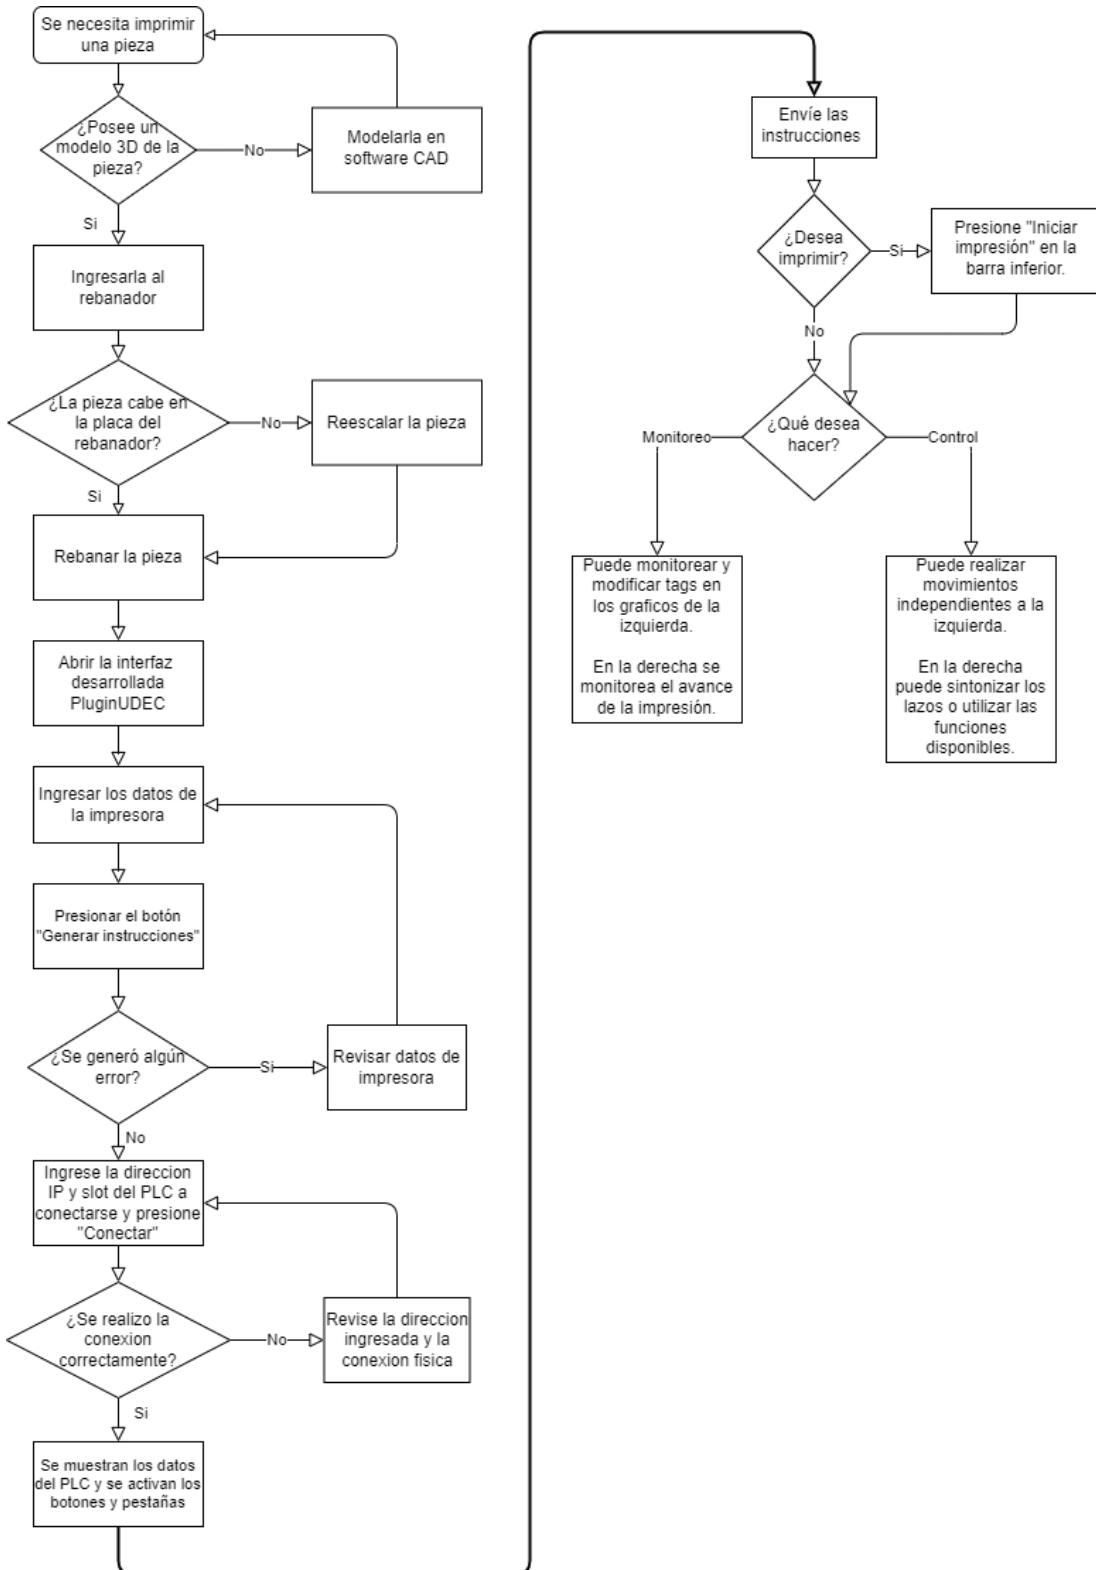 Se necesita imprimir
una pieza
¿Posee un
modelo 3D de la
pieza?
No
Modelarla en
software CAD
Si
Ingresarla al
rebanador
¿La pieza cabe en
la placa del
rebanador?
No
Reescalar la pieza
Si
Rebanar la pieza
Abrir la interfaz
desarrollada
PluginUDEC
Ingresar los datos de
la impresora
Presionar el botón
"Generar instrucciones"
¿Se generó algún
error?
Si
Revisar datos de
impresora
No
Ingrese la direccion
IP y slot del PLC a
conectarse y presione
"Conectar"
¿Se realizo la
conexion
correctamente?
No
Revise la direccion
ingresada y la
conexion fisica
Si
Se muestran los datos
del PLC y se activan los
botones y pestañas
Envíe las
instrucciones
¿Desea
imprimir?
Si
Presione "Iniciar
impresión" en la
barra inferior.
No
¿Qué desea
hacer?
Monitoreo
Control
Puede monitorear y
modificar tags en
los graficos de la
izquierda.
En la derecha se
monitorea el avance
de la impresión.
Puede realizar
movimientos
independientes a la
izquierda.
En la derecha
puede sintonizar los
lazos o utilizar las
funciones
disponibles.